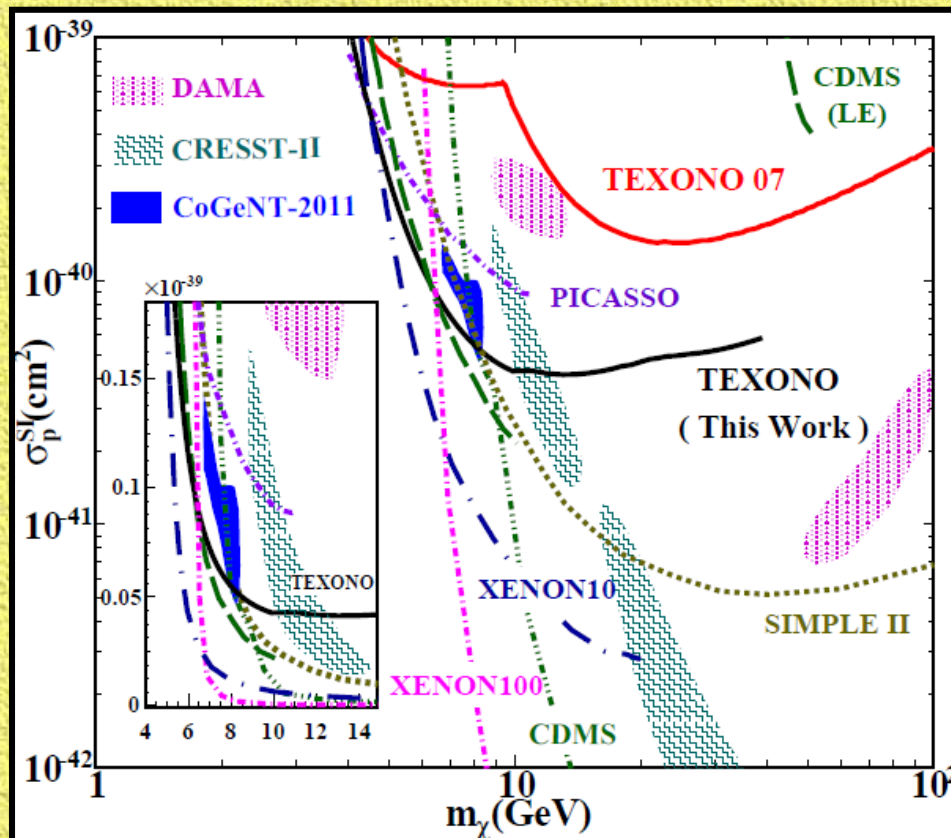 10⁻³⁹
DAMA
CRESST-II
CoGeNT-2011
CDMS
(LE)
TEXONO 07
10⁻⁴⁰
×10⁻³⁹
PICASSO
0.15
TEXONO
( This Work )
0.1
10⁻⁴¹
TEXONO
0.05
XENON10
SIMPLE II
0
XENON100
4 6 8 10 12 14
CDMS
10⁻⁴²
1 10 10²
σₚˢᴵ(cm²)
mᵪ(GeV)